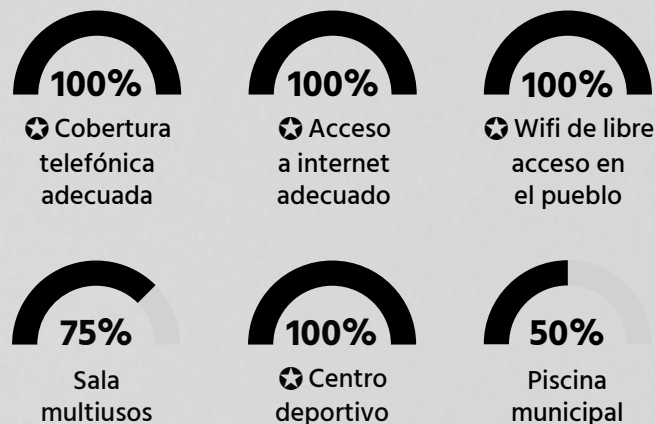 100%
100%
100%
✪ Cobertura
telefónica
adecuada
✪ Acceso
a internet
adecuado
✪ Wifi de libre
acceso en
el pueblo
75%
100%
50%
Sala
multiusos
✪ Centro
deportivo
Piscina
municipal